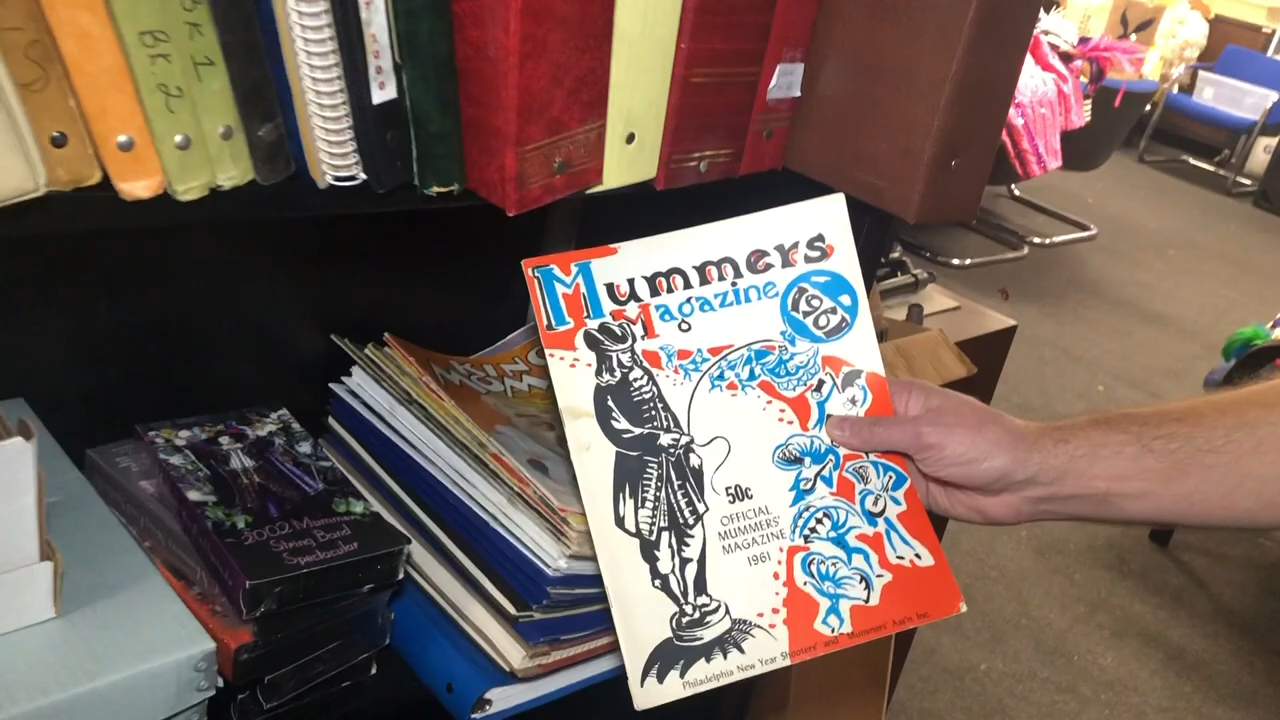 BK.2
BK 1
Mummers
Magazine
1961
50c
OFFICIAL
MUMMERS'
MAGAZINE
1961
Philadelphia New Year Shooters' and Mummers' Ass'n. Inc.
2002 Mummers
String Band
Spectacular